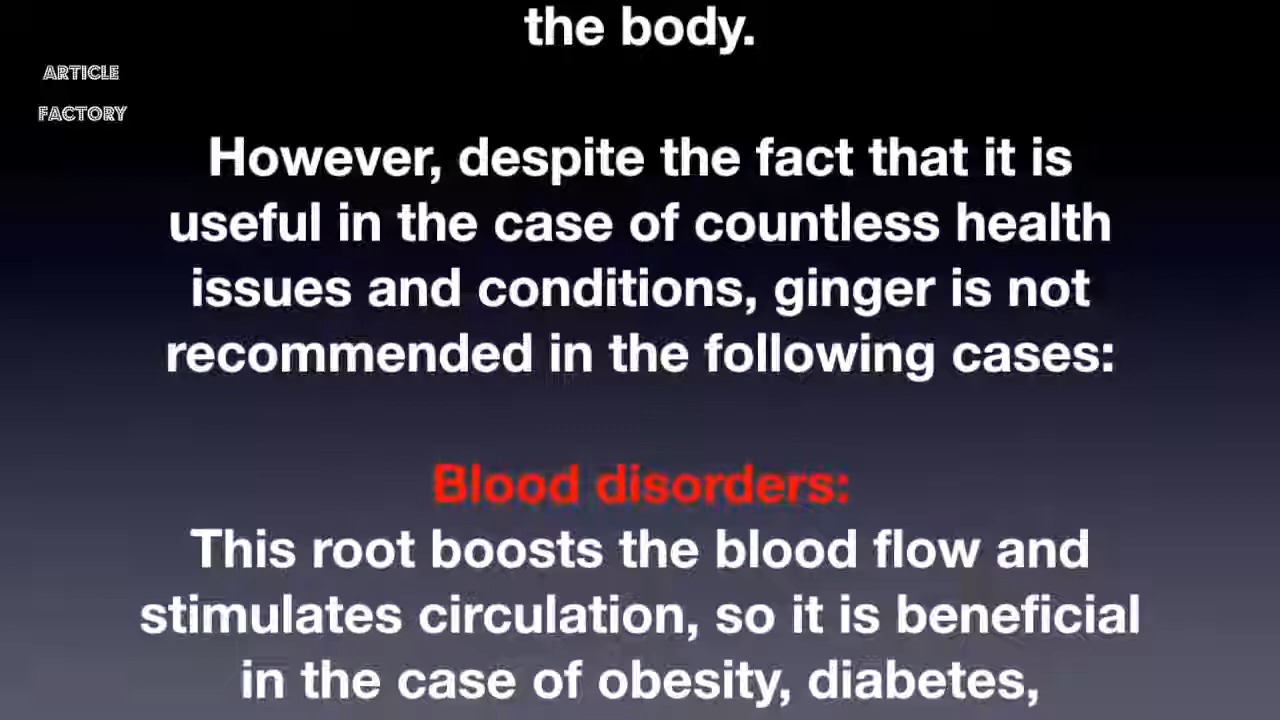 the body.
ARTICLE
FACTORY
However, despite the fact that it is
useful in the case of countless health
issues and conditions, ginger is not
recommended in the following cases:
Blood disorders:
This root boosts the blood flow and
stimulates circulation, so it is beneficial
in the case of obesity, diabetes,